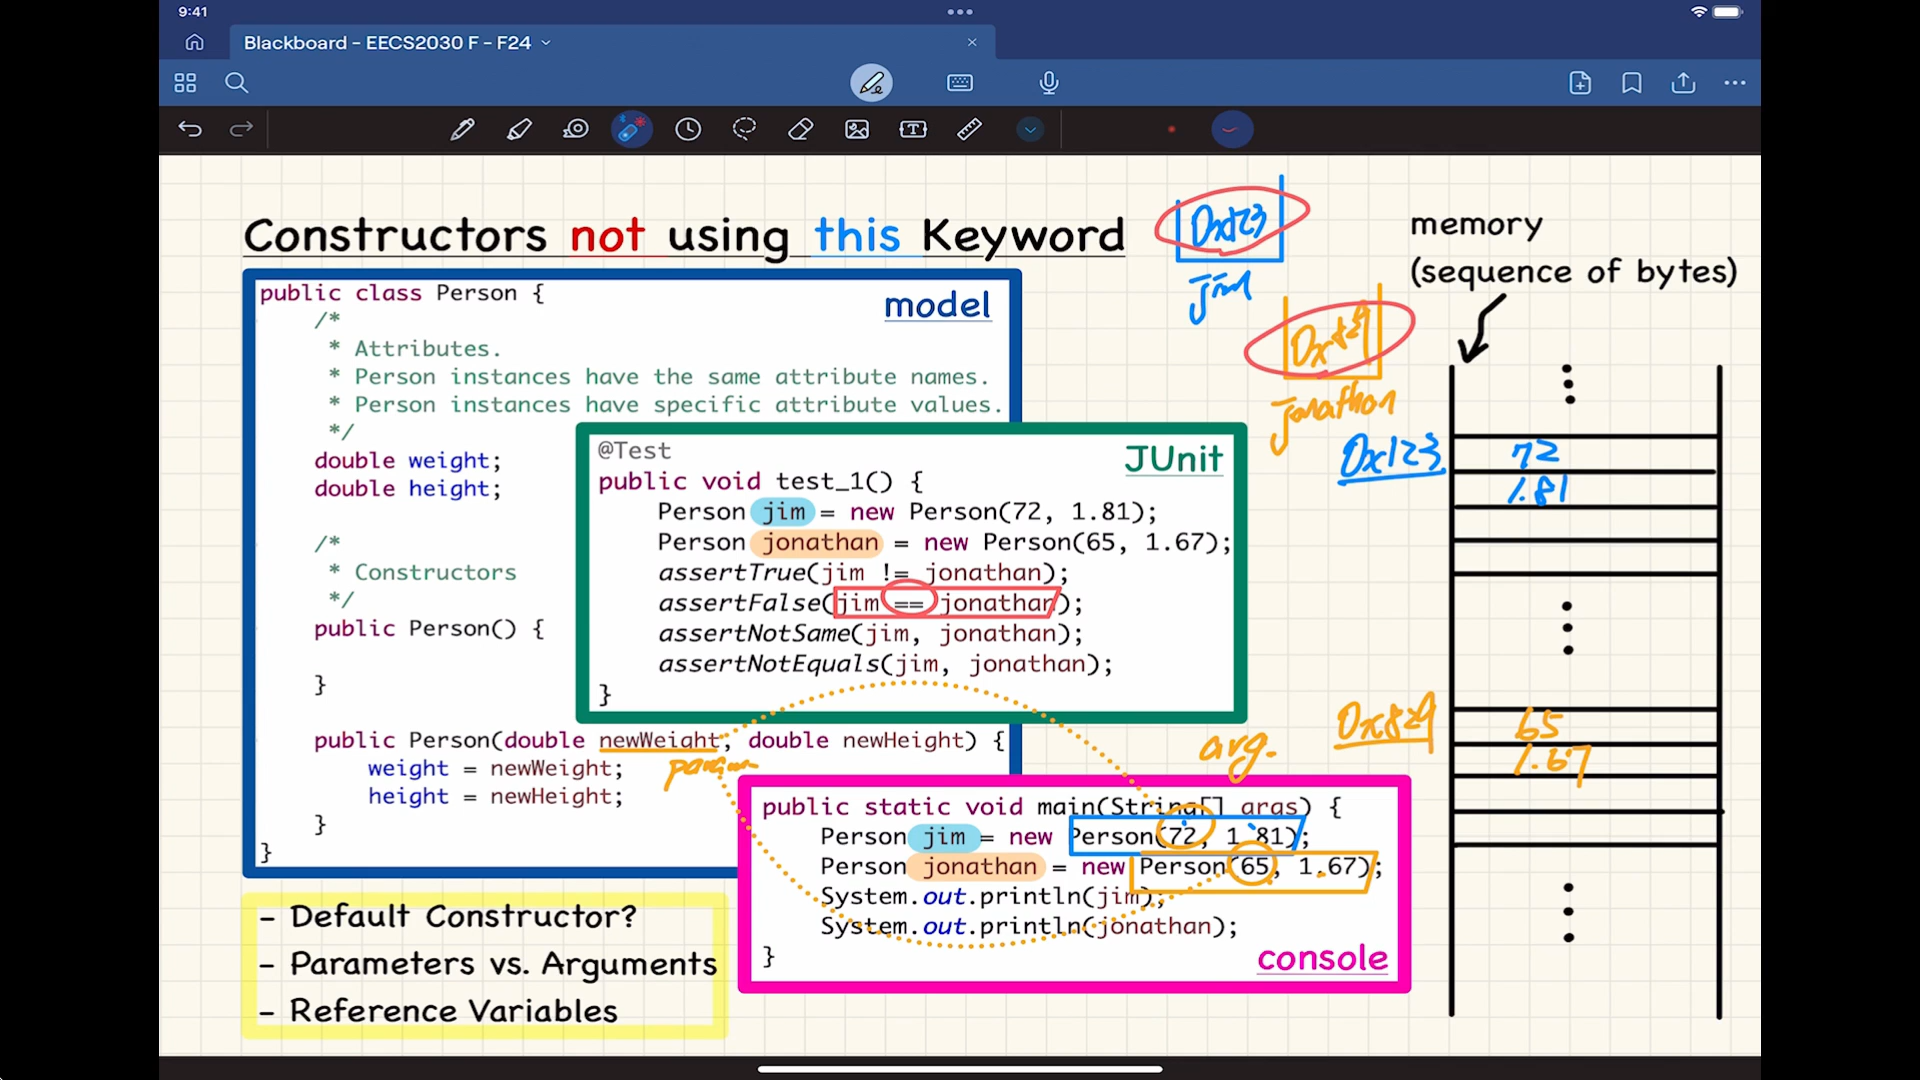 9:41
Blackboard - EECS2030 F - F24
Constructors not using this Keyword
0x123
jim
0x829
jonathon
memory
(sequence of bytes)
model
public class Person {
/*
* Attributes.
* Person instances have the same attribute names.
* Person instances have specific attribute values.
*/
double weight;
double height;
/*
* Constructors
*/
public Person() {
}
public Person(double newWeight, double newHeight) {
weight = newWeight;
height = newHeight;
}
}
param
JUnit
@Test
public void test_1() {
Person jim = new Person(72, 1.81);
Person jonathan = new Person(65, 1.67);
assertTrue(jim != jonathan);
assertFalse(jim == jonathan);
assertNotSame(jim, jonathan);
assertNotEquals(jim, jonathan);
}
arg.
public static void main(String[] args) {
Person jim = new Person(72, 1.81);
Person jonathan = new Person(65, 1.67);
System.out.println(jim);
System.out.println(jonathan);
}
console
0x123
72
1.81
0x829
65
1.67
- Default Constructor?
- Parameters vs. Arguments
- Reference Variables